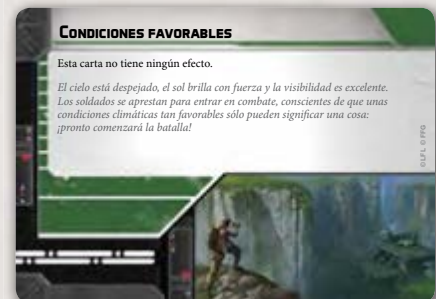 Condiciones favorables
Esta carta no tiene ningún efecto.
El cielo está despejado, el sol brilla con fuerza y la visibilidad es excelente.
Los soldados se aprestan para entrar en combate, conscientes de que unas
condiciones climáticas tan favorables sólo pueden significar una cosa:
¡pronto comenzará la batalla!
©LFL ©FFG